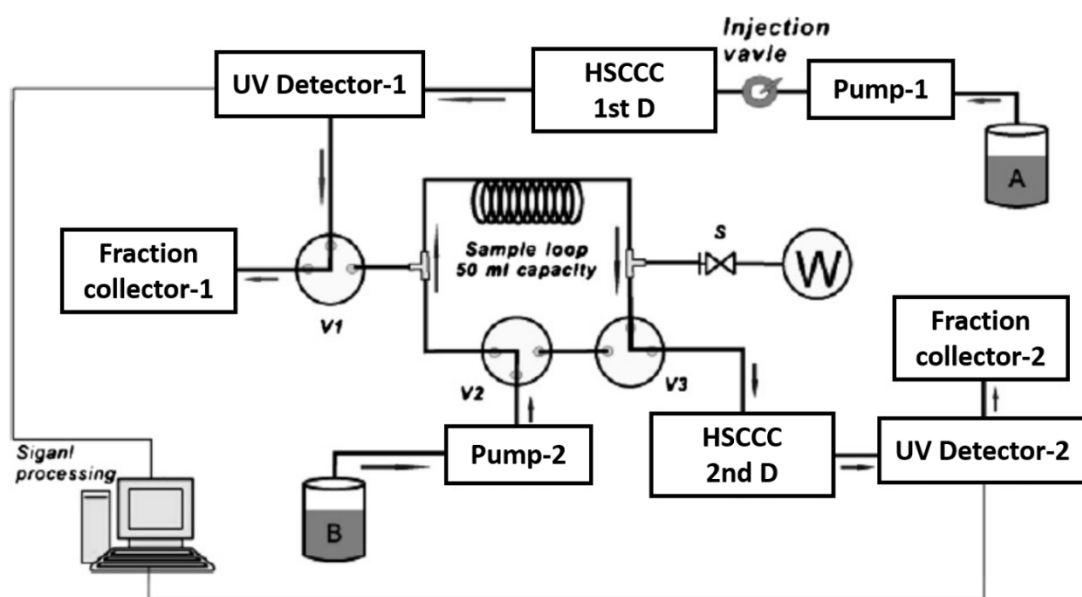 Injection
vavle
UV Detector-1
HSCCC
1st D
Pump-1
A
Fraction
collector-1
V1
Sample loop
50 ml capacity
S
W
Fraction
collector-2
V2
V3
Siganl
processing
Pump-2
HSCCC
2nd D
UV Detector-2
B